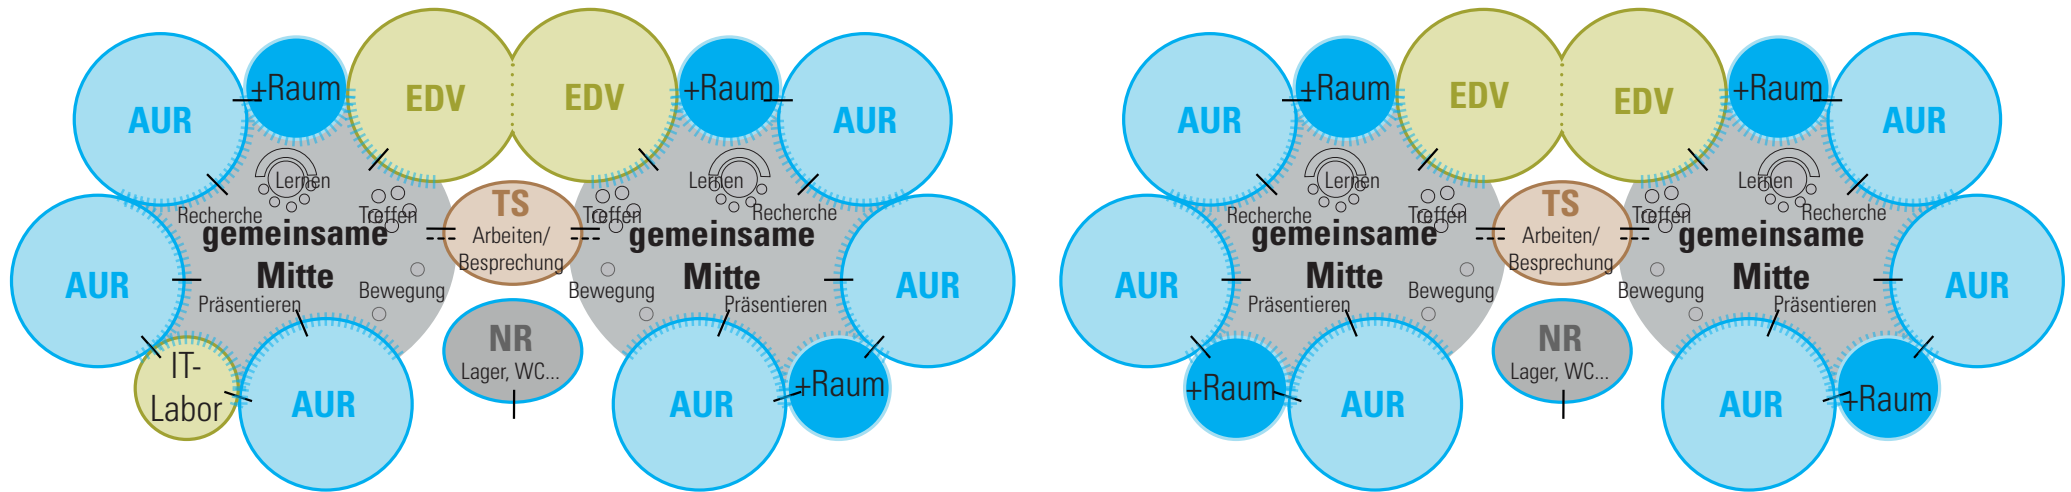 AUR
+Raum
EDV
EDV
+Raum
AUR
Lernen
Recherche
Treffen
gemeinsame
Mitte
Präsentieren
Bewegung
AUR
IT-
Labor
AUR
TS
Arbeiten/
Besprechung
NR
Lager, WC...
Lernen
Treffen
Recherche
gemeinsame
Mitte
Bewegung
Präsentieren
AUR
AUR
+Raum
AUR
+Raum
EDV
EDV
+Raum
AUR
Lernen
Recherche
Treffen
gemeinsame
Mitte
Präsentieren
Bewegung
AUR
+Raum
AUR
TS
Arbeiten/
Besprechung
NR
Lager, WC...
Lernen
Treffen
Recherche
gemeinsame
Mitte
Bewegung
Präsentieren
AUR
AUR
+Raum